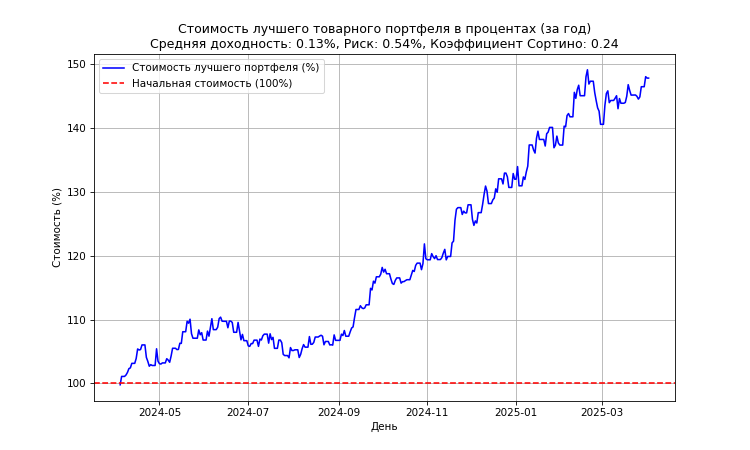 Стоимость лучшего товарного портфеля в процентах (за год)
Средняя доходность: 0.13%, Риск: 0.54%, Коэффициент Сортино: 0.24
Стоимость лучшего портфеля (%)
Начальная стоимость (100%)
Стоимость (%)
150
140
130
120
110
100
2024-05 2024-07 2024-09 2024-11 2025-01 2025-03
День